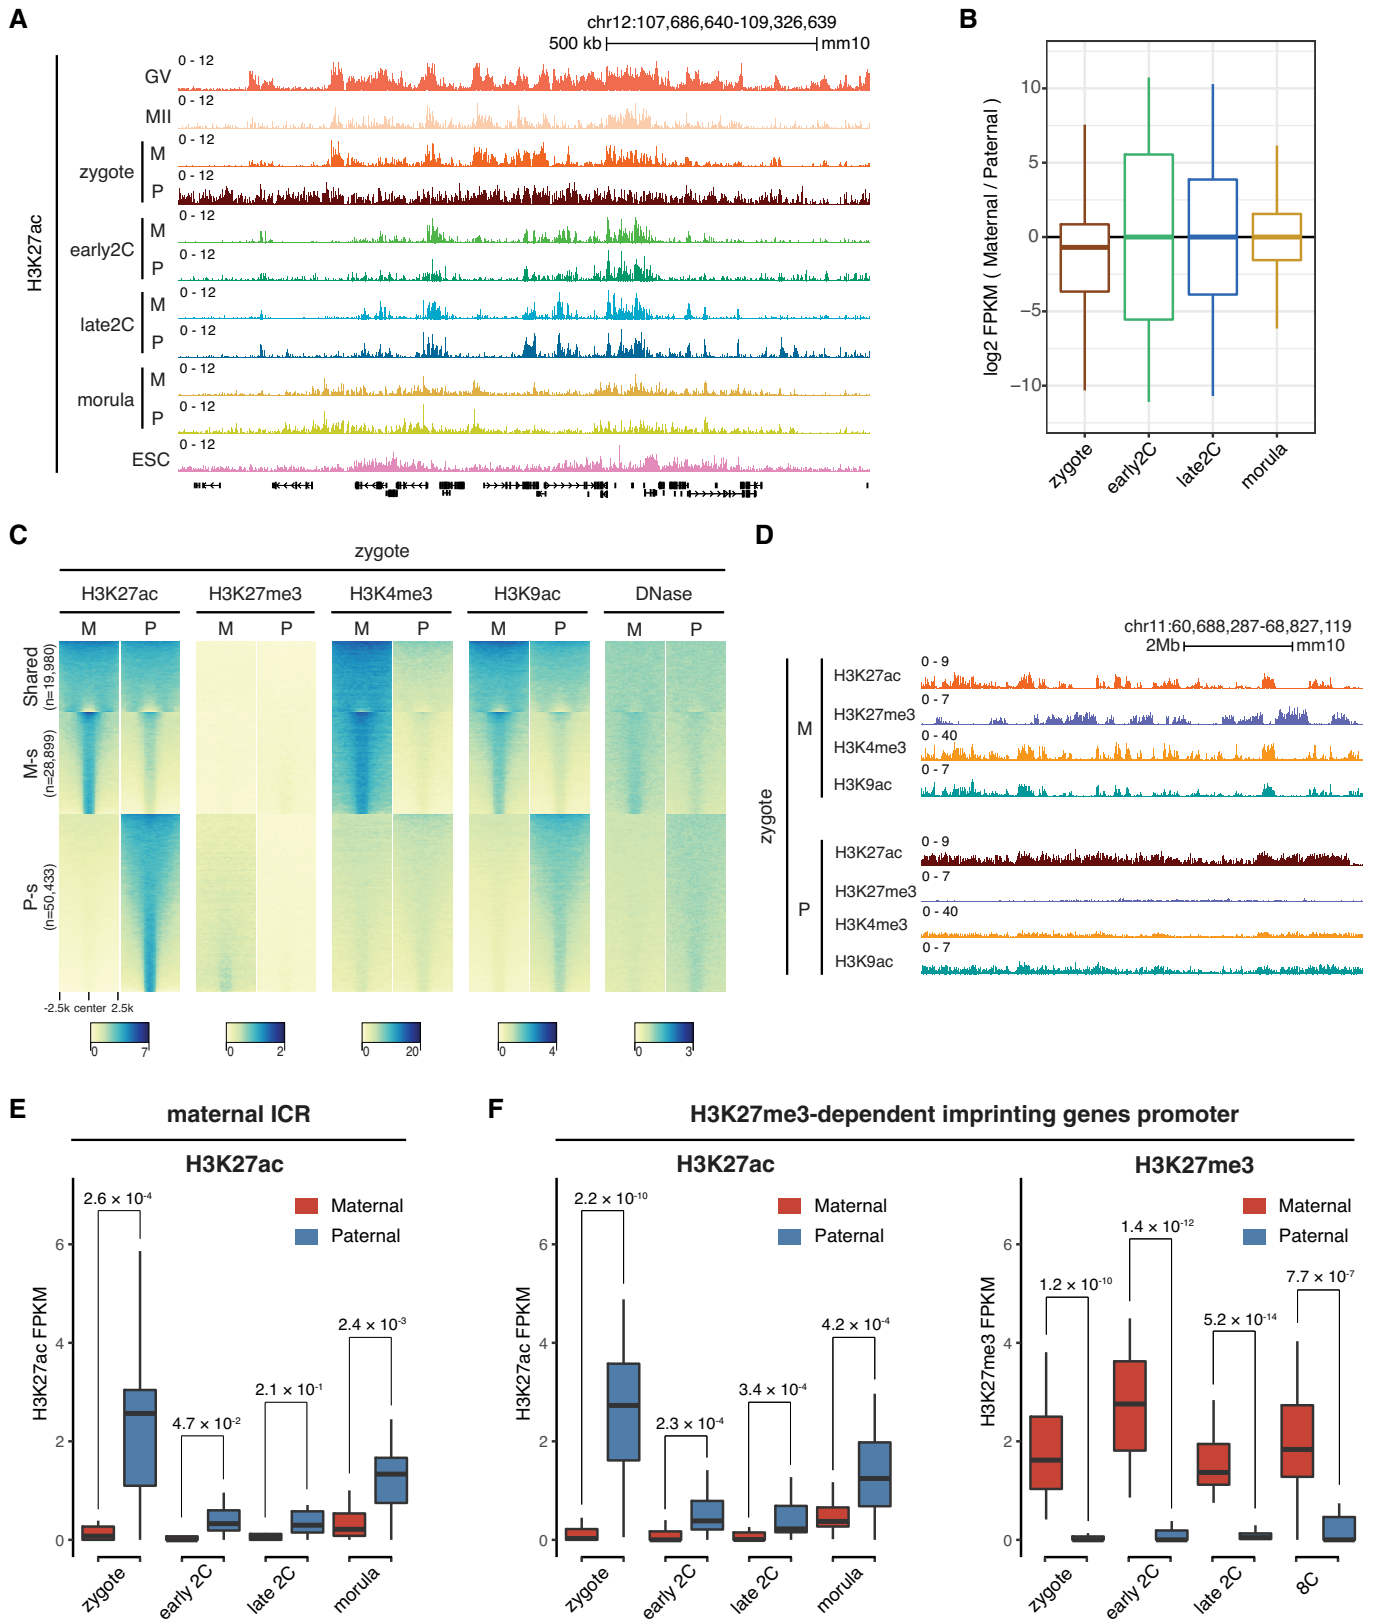 A
chr12:107,686,640-109,326,639
500 kb
mm10
H3K27ac
GV
0 - 12
MII
0 - 12
zygote
M
0 - 12
P
0 - 12
early2C
M
0 - 12
P
0 - 12
late2C
M
0 - 12
P
0 - 12
morula
M
0 - 12
P
0 - 12
ESC
0 - 12
B
log2 FPKM ( Maternal / Paternal )
10
5
0
−5
−10
zygote
early2C
late2C
morula
C
zygote
H3K27ac
H3K27me3
H3K4me3
H3K9ac
DNase
M P M P M P M P M P
Shared
(n=19,980)
M-s
(n=28,899)
P-s
(n=50,433)
-2.5k center 2.5k
0 7
0 2
0 20
0 4
0 3
D
chr11:60,688,287-68,827,119
2Mb
mm10
zygote
M
H3K27ac
0 - 9
H3K27me3
0 - 7
H3K4me3
0 - 40
H3K9ac
0 - 7
P
H3K27ac
0 - 9
H3K27me3
0 - 7
H3K4me3
0 - 40
H3K9ac
0 - 7
E
maternal ICR
H3K27ac
H3K27ac FPKM
6
4
2
0
Maternal
Paternal
2.6 × 10-4
4.7 × 10-2
2.1 × 10-1
2.4 × 10-3
zygote
early 2C
late 2C
morula
F
H3K27me3-dependent imprinting genes promoter
H3K27ac
H3K27ac FPKM
6
4
2
0
Maternal
Paternal
2.2 × 10-10
2.3 × 10-4
3.4 × 10-4
4.2 × 10-4
zygote
early 2C
late 2C
morula
H3K27me3
H3K27me3 FPKM
6
4
2
0
Maternal
Paternal
1.2 × 10-10
1.4 × 10-12
5.2 × 10-14
7.7 × 10-7
zygote
early 2C
late 2C
8C